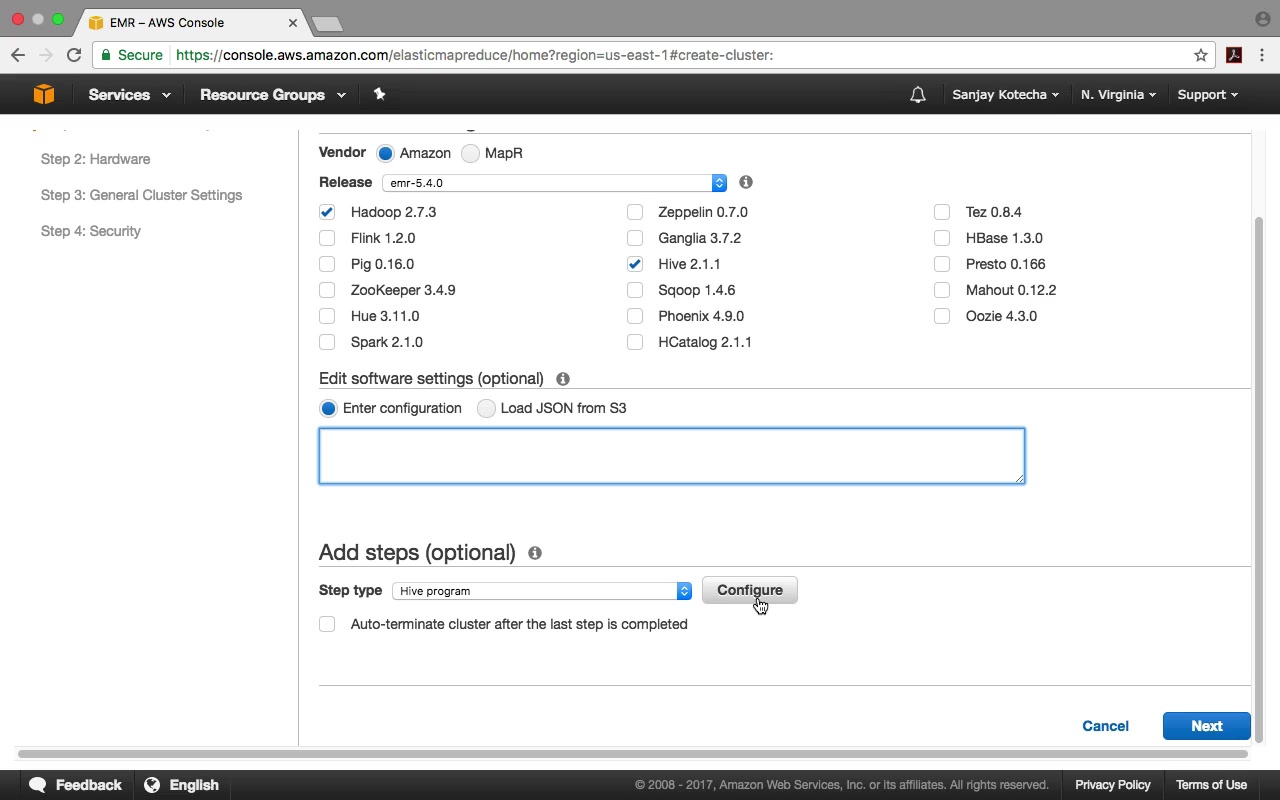 EMR – AWS Console
Secure https://console.aws.amazon.com/elasticmapreduce/home?region=us-east-1#create-cluster:
Services Resource Groups Sanjay Kotecha N. Virginia Support
Step 2: Hardware
Step 3: General Cluster Settings
Step 4: Security
Vendor Amazon MapR
Release emr-5.4.0
Hadoop 2.7.3 Zeppelin 0.7.0 Tez 0.8.4
Flink 1.2.0 Ganglia 3.7.2 HBase 1.3.0
Pig 0.16.0 Hive 2.1.1 Presto 0.166
ZooKeeper 3.4.9 Sqoop 1.4.6 Mahout 0.12.2
Hue 3.11.0 Phoenix 4.9.0 Oozie 4.3.0
Spark 2.1.0 HCatalog 2.1.1
Edit software settings (optional)
Enter configuration Load JSON from S3
Add steps (optional)
Step type Hive program Configure
Auto-terminate cluster after the last step is completed
Cancel Next
Feedback English © 2008 - 2017, Amazon Web Services, Inc. or its affiliates. All rights reserved. Privacy Policy Terms of Use